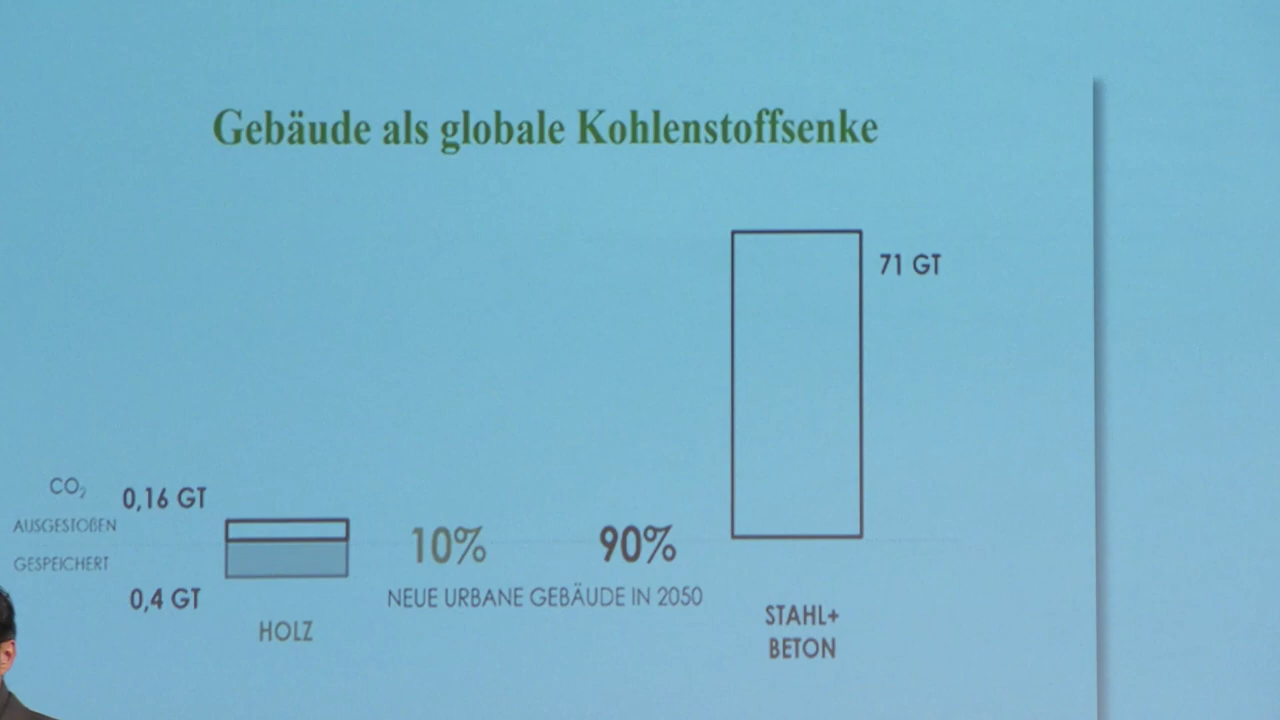 Gebäude als globale Kohlenstoffsenke
71 GT
CO₂
0,16 GT
AUSGESTOßEN
10%
90%
GESPEICHERT
0,4 GT
NEUE URBANE GEBÄUDE IN 2050
HOLZ
STAHL+
BETON